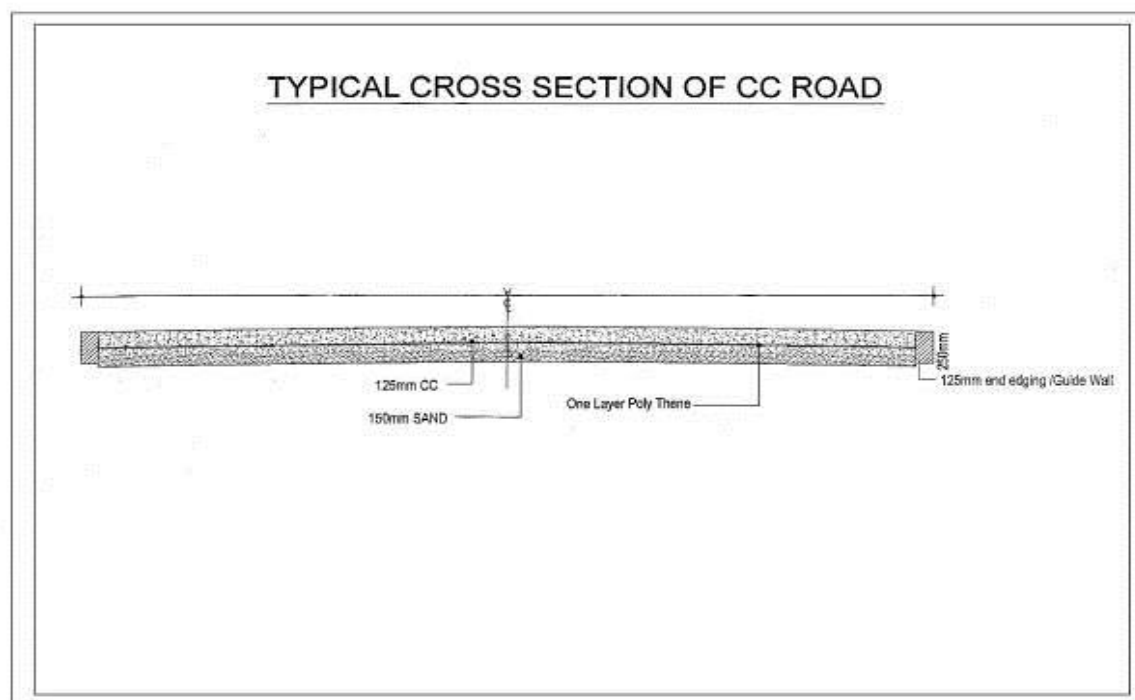 TYPICAL CROSS SECTION OF CC ROAD
250mm
125mm CC
125mm end edging /Guide Wall
One Layer Poly Thene
150mm SAND